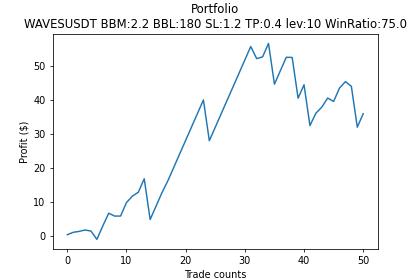 Portfolio
WAVESUSDT BBM:2.2 BBL:180 SL:1.2 TP:0.4 lev:10 WinRatio:75.0
Profit ($)
50
40
30
20
10
0
0 10 20 30 40 50
Trade counts